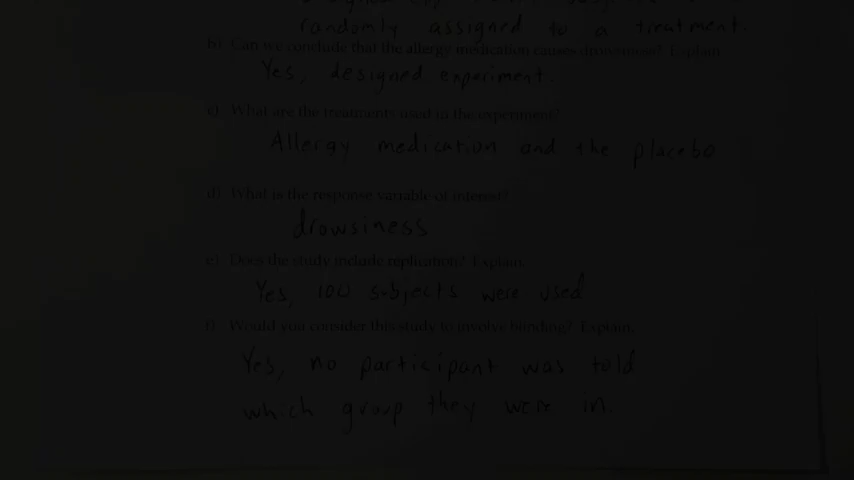 randomly assigned to a treatment.
b) Can we conclude that the allergy medication causes drowsiness? Explain.
Yes, designed experiment.
c) What are the treatments used in the experiment?
Allergy medication and the placebo
d) What is the response variable of interest?
drowsiness
e) Does the study include replication? Explain.
Yes, 100 subjects were used
f) Would you consider this study to involve blinding? Explain.
Yes, no participant was told
which group they were in.